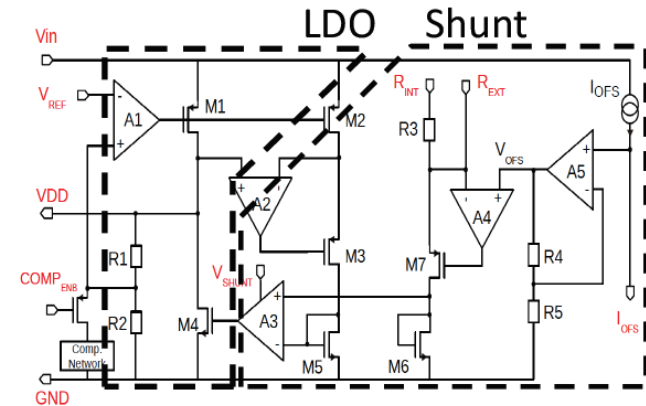 LDO Shunt
Vin
VREF
A1
-
+
M1
M2
RINT
REXT
IOFS
R3
VOFS
A5
+
-
VDD
+
-
A2
-
+
A4
R1
M3
M7
R4
COMPENB
VSHUNT
R2
M4
A3
+
-
R5
Comp.
Network
M5
M6
IOFS
GND